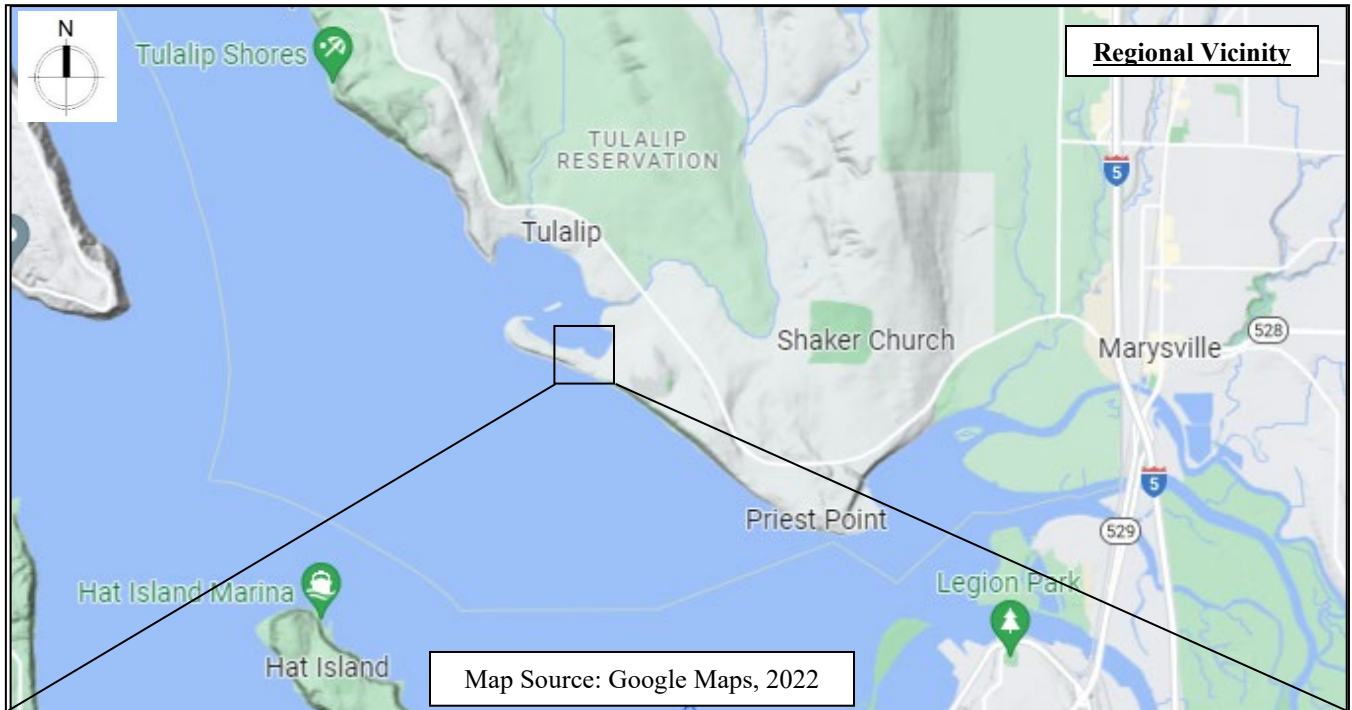 N
Tulalip Shores
Regional Vicinity
TULALIP
RESERVATION
5
Tulalip
Shaker Church
528
Marysville
5
Priest Point
529
Hat Island Marina
Legion Park
Hat Island
Map Source: Google Maps, 2022